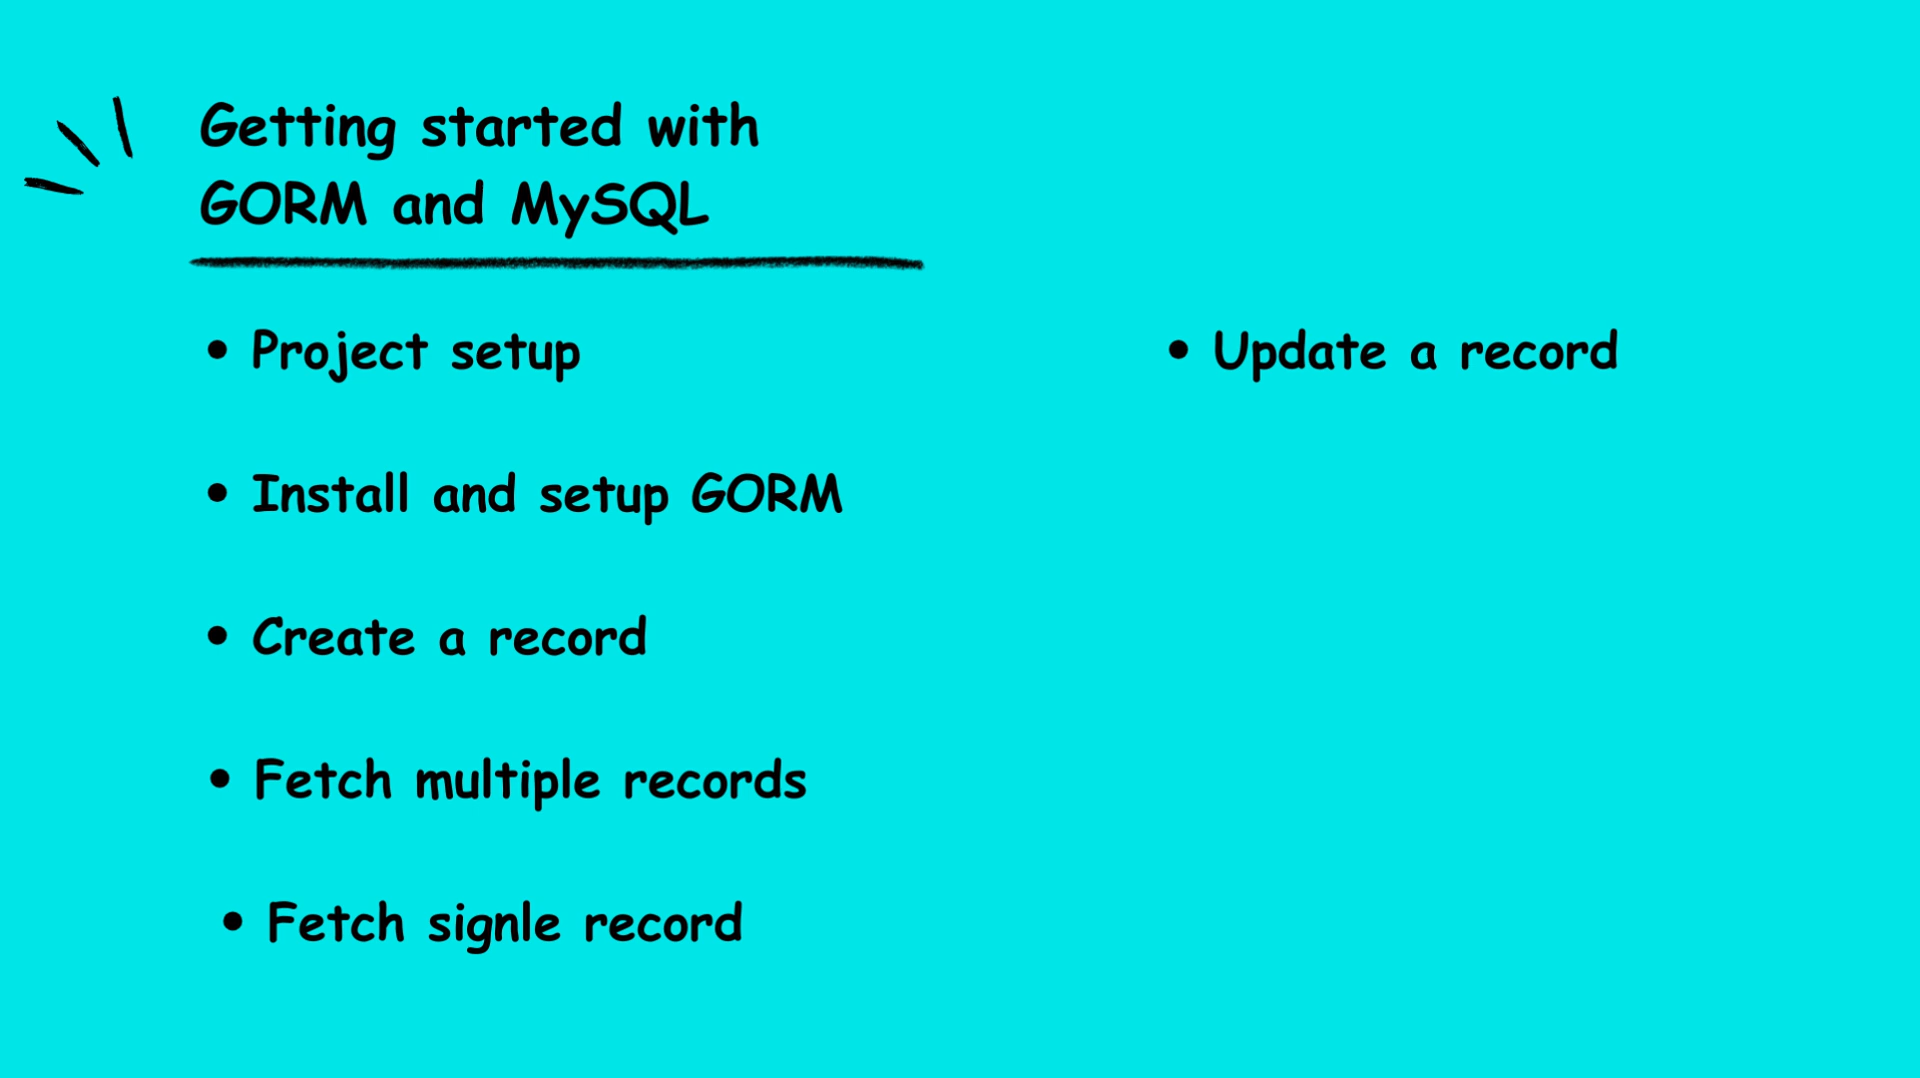 Getting started with
GORM and MySQL
• Project setup
• Install and setup GORM
• Create a record
• Fetch multiple records
• Fetch signle record
• Update a record